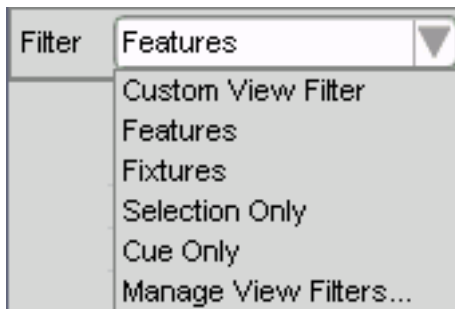 Filter Features
Custom View Filter
Features
Fixtures
Selection Only
Cue Only
Manage View Filters...